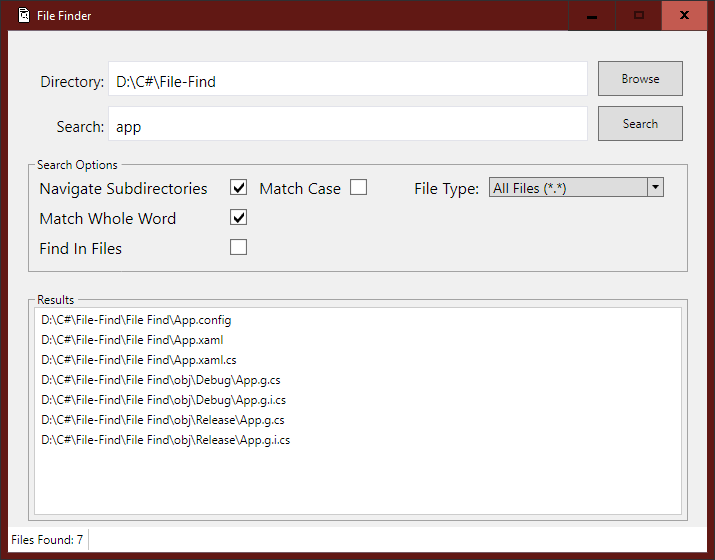 File Finder
Directory: D:\C#\File-Find Browse
Search: app Search
Search Options
Navigate Subdirectories Match Case File Type: All Files (*.*)
Match Whole Word
Find In Files
Results
D:\C#\File-Find\File Find\App.config
D:\C#\File-Find\File Find\App.xaml
D:\C#\File-Find\File Find\App.xaml.cs
D:\C#\File-Find\File Find\obj\Debug\App.g.cs
D:\C#\File-Find\File Find\obj\Debug\App.g.i.cs
D:\C#\File-Find\File Find\obj\Release\App.g.cs
D:\C#\File-Find\File Find\obj\Release\App.g.i.cs
Files Found: 7